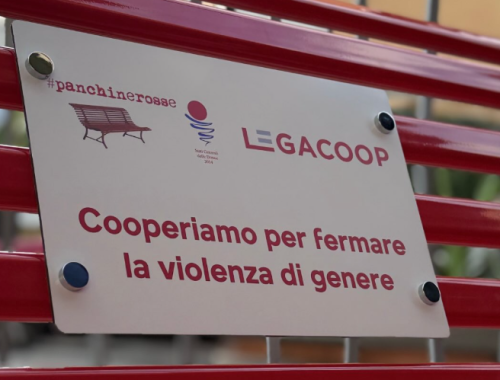 #panchinerosse
LEGACOOP
Cooperiamo per fermare
la violenza di genere